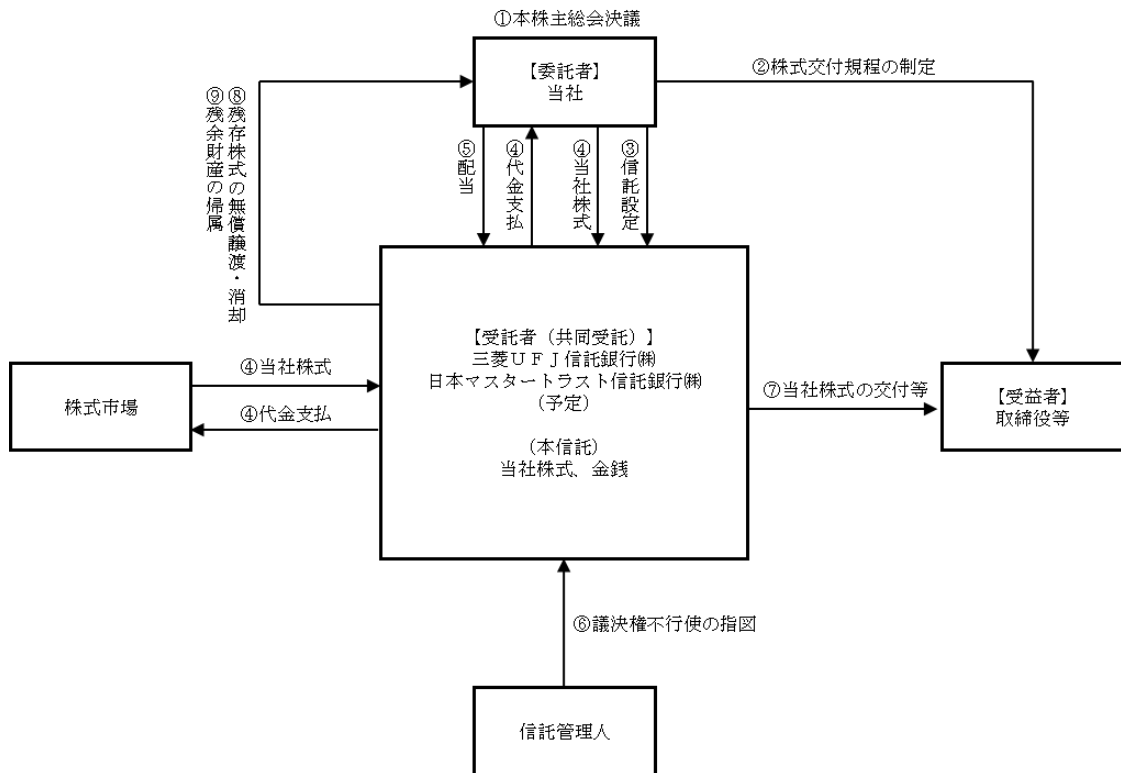 ①本株主総会決議
【委託者】
当社
②株式交付規程の制定
⑨残余財産の帰属
⑧残存株式の無償譲渡・消却
⑤配当
④代金支払
④当社株式
③信託設定
【受託者（共同受託）】
三菱ＵＦＪ信託銀行㈱
日本マスタートラスト信託銀行㈱
（予定）
（本信託）
当社株式、金銭
株式市場
④当社株式
④代金支払
⑦当社株式の交付等
【受益者】
取締役等
⑥議決権不行使の指図
信託管理人